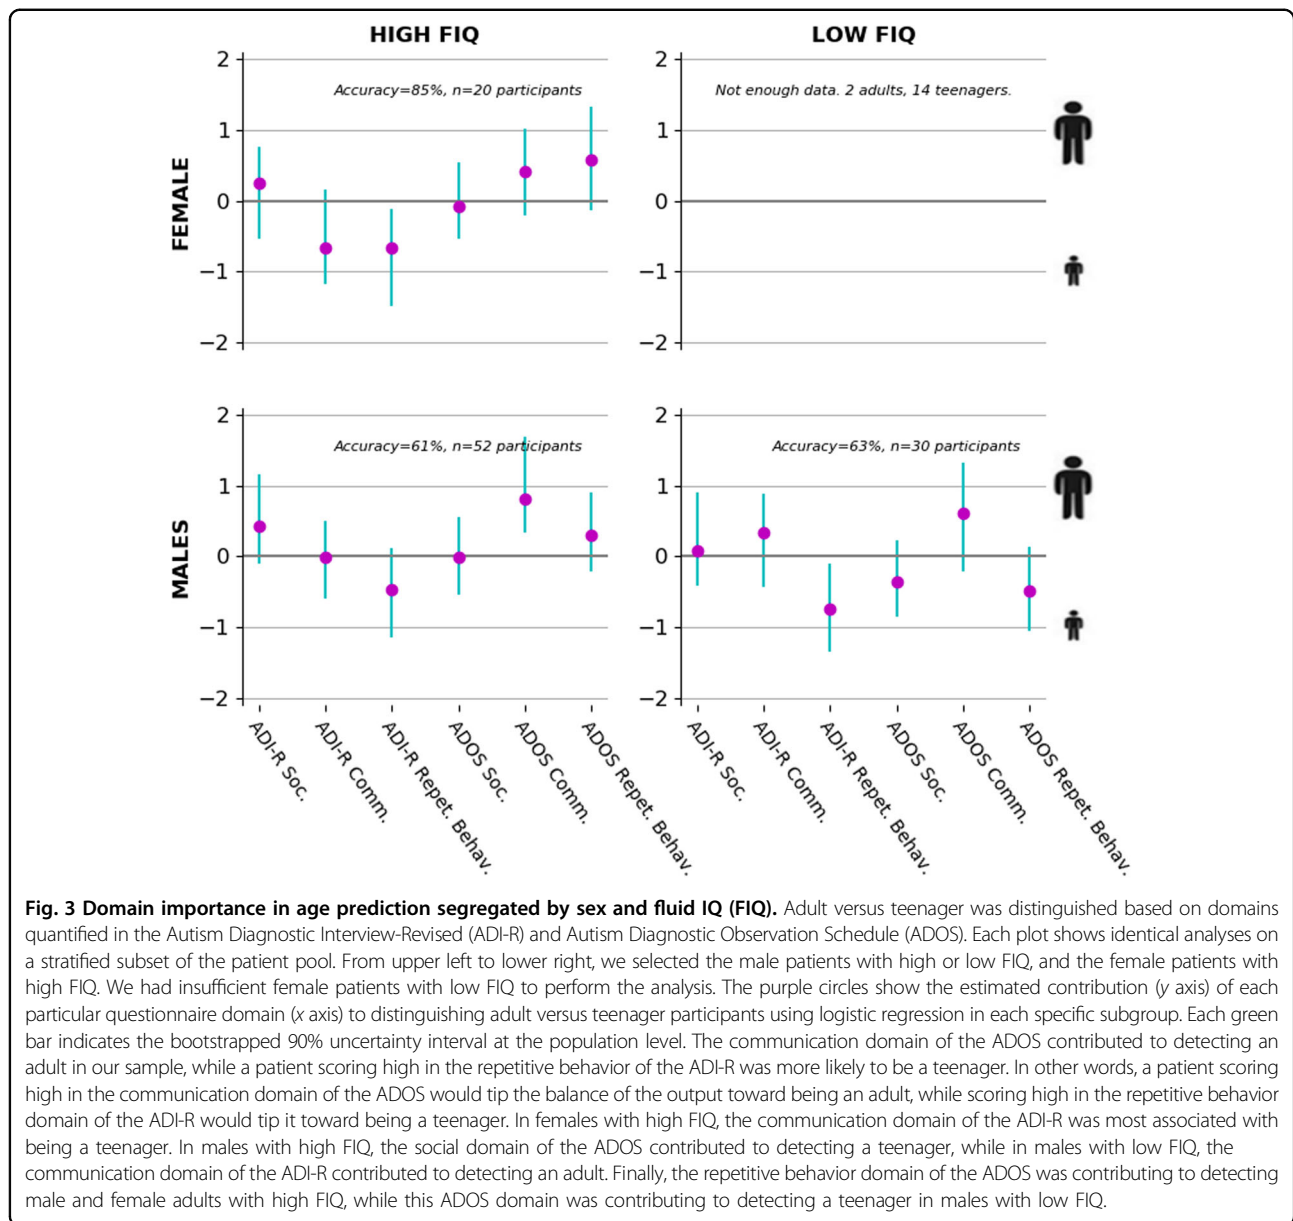 HIGH FIQ
LOW FIQ
FEMALE
2
1
0
−1
−2
Accuracy=85%, n=20 participants
2
1
0
−1
−2
Not enough data. 2 adults, 14 teenagers.
MALES
2
1
0
−1
−2
Accuracy=61%, n=52 participants
2
1
0
−1
−2
Accuracy=63%, n=30 participants
ADI-R Soc.
ADI-R Comm.
ADI-R Repet. Behav.
ADOS Soc.
ADOS Comm.
ADOS Repet. Behav.
ADI-R Soc.
ADI-R Comm.
ADI-R Repet. Behav.
ADOS Soc.
ADOS Comm.
ADOS Repet. Behav.
Fig. 3 Domain importance in age prediction segregated by sex and fluid IQ (FIQ). Adult versus teenager was distinguished based on domains
quantified in the Autism Diagnostic Interview-Revised (ADI-R) and Autism Diagnostic Observation Schedule (ADOS). Each plot shows identical analyses on
a stratified subset of the patient pool. From upper left to lower right, we selected the male patients with high or low FIQ, and the female patients with
high FIQ. We had insufficient female patients with low FIQ to perform the analysis. The purple circles show the estimated contribution (y axis) of each
particular questionnaire domain (x axis) to distinguishing adult versus teenager participants using logistic regression in each specific subgroup. Each green
bar indicates the bootstrapped 90% uncertainty interval at the population level. The communication domain of the ADOS contributed to detecting an
adult in our sample, while a patient scoring high in the repetitive behavior of the ADI-R was more likely to be a teenager. In other words, a patient scoring
high in the communication domain of the ADOS would tip the balance of the output toward being an adult, while scoring high in the repetitive behavior
domain of the ADI-R would tip it toward being a teenager. In females with high FIQ, the communication domain of the ADI-R was most associated with
being a teenager. In males with high FIQ, the social domain of the ADOS contributed to detecting a teenager, while in males with low FIQ, the
communication domain of the ADI-R contributed to detecting an adult. Finally, the repetitive behavior domain of the ADOS was contributing to detecting
male and female adults with high FIQ, while this ADOS domain was contributing to detecting a teenager in males with low FIQ.